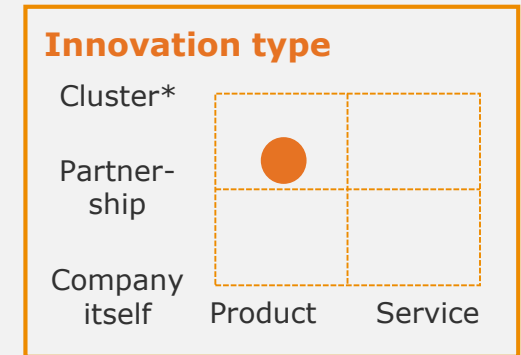 Innovation type
Cluster*
Partner-
ship
Company
itself
Product
Service